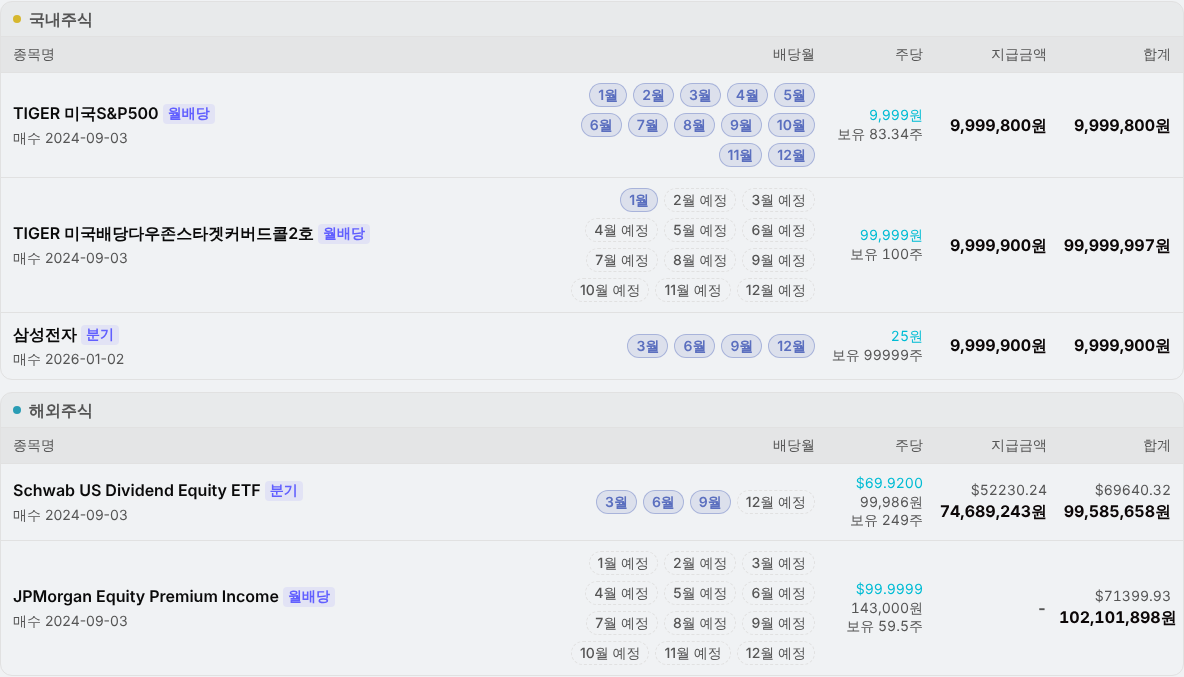 국내주식
종목명 배당월 주당 지급금액 합계
TIGER 미국S&P500 월배당
매수 2024-09-03
1월 2월 3월 4월 5월
6월 7월 8월 9월 10월
11월 12월
9,999원
보유 83.34주
9,999,800원 9,999,800원
TIGER 미국배당다우존스타겟커버드콜2호 월배당
매수 2024-09-03
1월 2월 예정 3월 예정
4월 예정 5월 예정 6월 예정
7월 예정 8월 예정 9월 예정
10월 예정 11월 예정 12월 예정
99,999원
보유 100주
9,999,900원 99,999,997원
삼성전자 분기
매수 2026-01-02
3월 6월 9월 12월
25원
보유 99999주
9,999,900원 9,999,900원
해외주식
종목명 배당월 주당 지급금액 합계
Schwab US Dividend Equity ETF 분기
매수 2024-09-03
3월 6월 9월 12월 예정
$69.9200
99,986원
보유 249주
$52230.24
74,689,243원
$69640.32
99,585,658원
JPMorgan Equity Premium Income 월배당
매수 2024-09-03
1월 예정 2월 예정 3월 예정
4월 예정 5월 예정 6월 예정
7월 예정 8월 예정 9월 예정
10월 예정 11월 예정 12월 예정
$99.9999
143,000원
보유 59.5주
-
$71399.93
102,101,898원